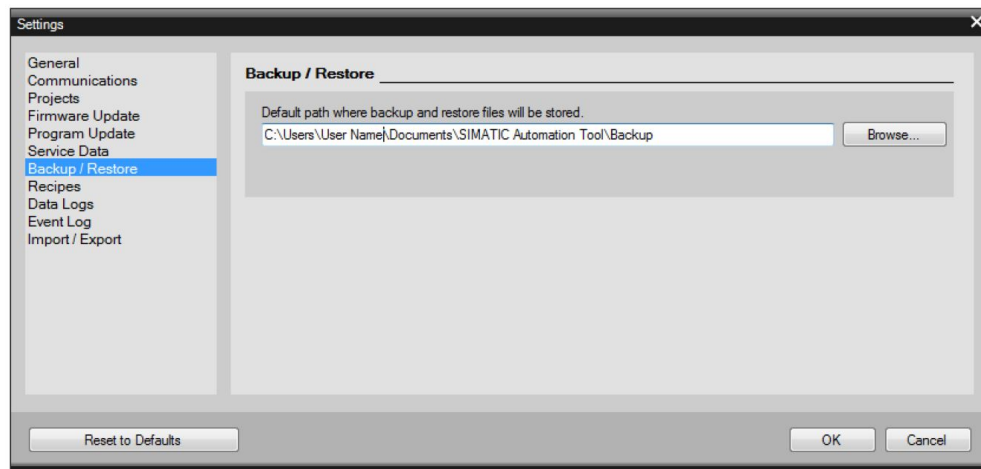 Settings
General
Communications
Projects
Firmware Update
Program Update
Service Data
Backup / Restore
Recipes
Data Logs
Event Log
Import / Export
Backup / Restore
Default path where backup and restore files will be stored.
C:\Users\User Name\Documents\SIMATIC Automation Tool\Backup
Browse...
Reset to Defaults
OK
Cancel